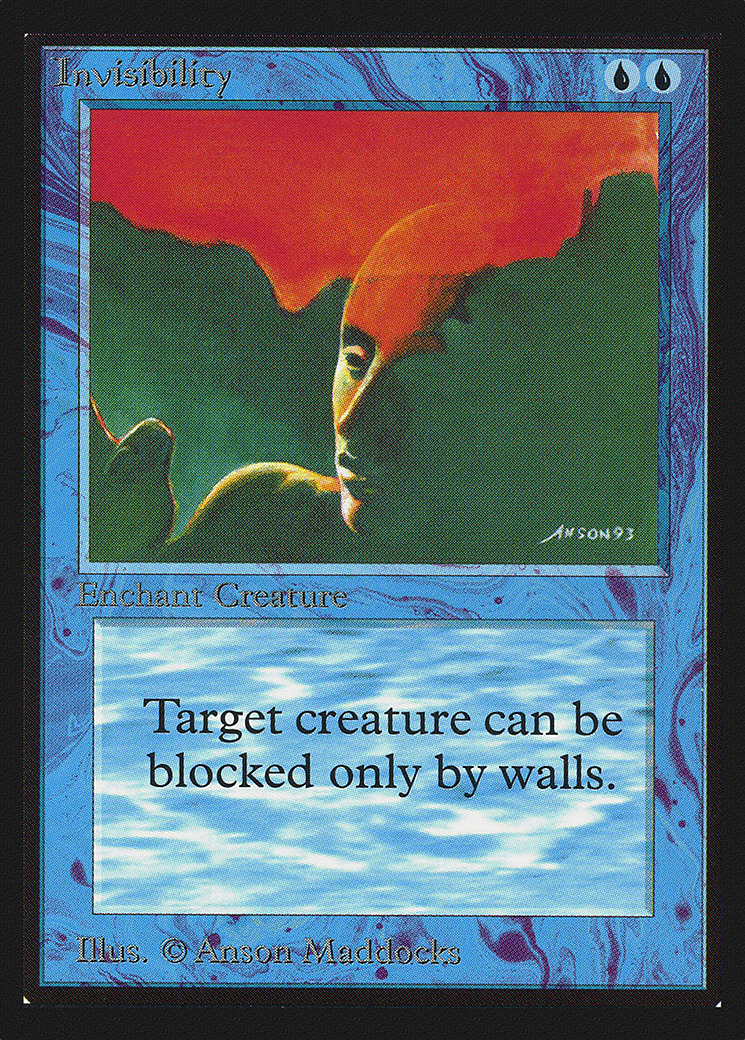 Invisibility
ANSON93
Enchant Creature
Target creature can be
blocked only by walls.
Illus. © Anson Maddocks